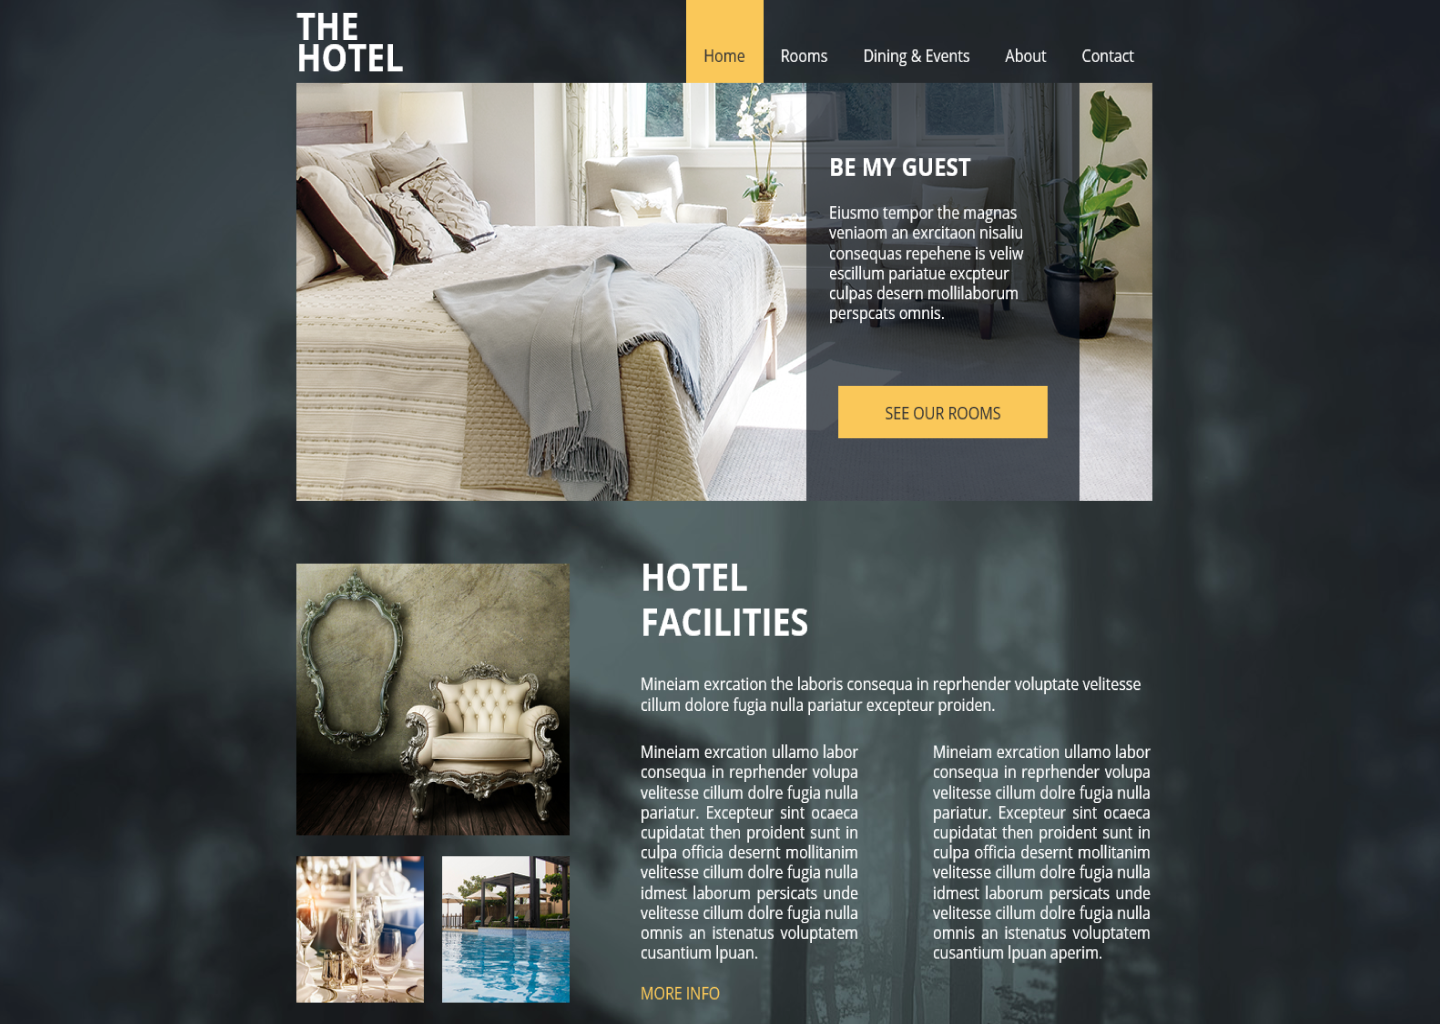 THE
HOTEL
Home Rooms Dining & Events About Contact
BE MY GUEST
Eiusmo tempor the magnas
veniaom an exrcitaon nisaliu
consequas repehene is veliw
escillum pariatue excpteur
culpas desern mollilaborum
perspcats omnis.
SEE OUR ROOMS
HOTEL
FACILITIES
Mineiam exrcation the laboris consequa in reprhender voluptate velitesse
cillum dolore fugia nulla pariatur excepteur proiden.
Mineiam exrcation ullamo labor
consequa in reprhender volupa
velitesse cillum dolre fugia nulla
pariatur. Excepteur sint ocaeca
cupidatat then proident sunt in
culpa officia desernt mollitanim
velitesse cillum dolre fugia nulla
idmest laborum persicats unde
velitesse cillum dolre fugia nulla
omnis an istenatus voluptatem
cusantium lpuan.
Mineiam exrcation ullamo labor
consequa in reprhender volupa
velitesse cillum dolre fugia nulla
pariatur. Excepteur sint ocaeca
cupidatat then proident sunt in
culpa officia desernt mollitanim
velitesse cillum dolre fugia nulla
idmest laborum persicats unde
velitesse cillum dolre fugia nulla
omnis an istenatus voluptatem
cusantium lpuan aperim.
MORE INFO